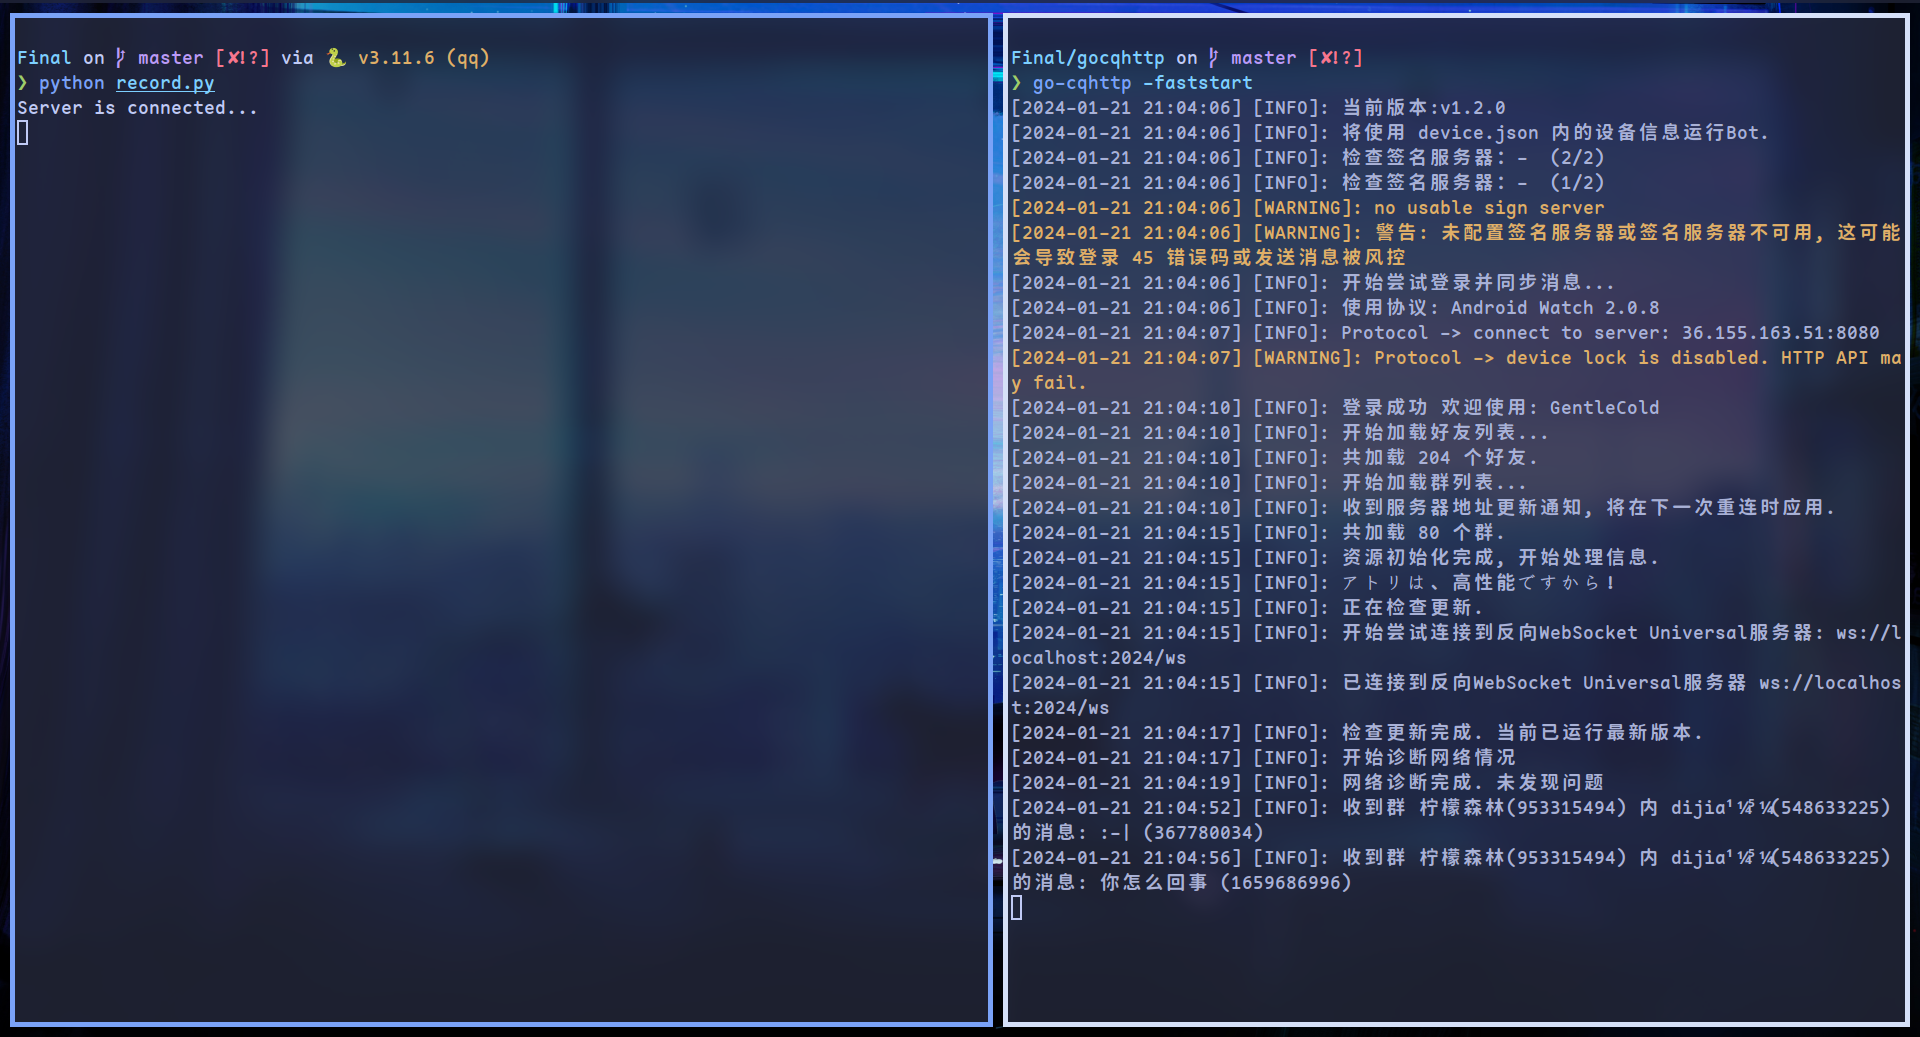 Final on master [✘!?] via 🐍 v3.11.6 (qq)
❯ python record.py
Server is connected...
Final/gocqhttp on master [✘!?]
❯ go-cqhttp -faststart
[2024-01-21 21:04:06] [INFO]: 当前版本:v1.2.0
[2024-01-21 21:04:06] [INFO]: 将使用 device.json 内的设备信息运行Bot.
[2024-01-21 21:04:06] [INFO]: 检查签名服务器: -  (2/2)
[2024-01-21 21:04:06] [INFO]: 检查签名服务器: -  (1/2)
[2024-01-21 21:04:06] [WARNING]: no usable sign server
[2024-01-21 21:04:06] [WARNING]: 警告: 未配置签名服务器或签名服务器不可用, 这可能
会导致登录 45 错误码或发送消息被风控
[2024-01-21 21:04:06] [INFO]: 开始尝试登录并同步消息...
[2024-01-21 21:04:06] [INFO]: 使用协议: Android Watch 2.0.8
[2024-01-21 21:04:07] [INFO]: Protocol -> connect to server: 36.155.163.51:8080
[2024-01-21 21:04:07] [WARNING]: Protocol -> device lock is disabled. HTTP API ma
y fail.
[2024-01-21 21:04:10] [INFO]: 登录成功 欢迎使用: GentleCold
[2024-01-21 21:04:10] [INFO]: 开始加载好友列表...
[2024-01-21 21:04:10] [INFO]: 共加载 204 个好友.
[2024-01-21 21:04:10] [INFO]: 开始加载群列表...
[2024-01-21 21:04:10] [INFO]: 收到服务器地址更新通知, 将在下一次重连时应用.
[2024-01-21 21:04:15] [INFO]: 共加载 80 个群.
[2024-01-21 21:04:15] [INFO]: 资源初始化完成, 开始处理信息.
[2024-01-21 21:04:15] [INFO]: アトリは、高性能ですから!
[2024-01-21 21:04:15] [INFO]: 正在检查更新.
[2024-01-21 21:04:15] [INFO]: 开始尝试连接到反向WebSocket Universal服务器: ws://l
ocalhost:2024/ws
[2024-01-21 21:04:15] [INFO]: 已连接到反向WebSocket Universal服务器 ws://localhos
t:2024/ws
[2024-01-21 21:04:17] [INFO]: 检查更新完成. 当前已运行最新版本.
[2024-01-21 21:04:17] [INFO]: 开始诊断网络情况
[2024-01-21 21:04:19] [INFO]: 网络诊断完成. 未发现问题
[2024-01-21 21:04:52] [INFO]: 收到群 柠檬森林(953315494) 内 (548633225)
的消息: :-| (367780034)
[2024-01-21 21:04:56] [INFO]: 收到群 柠檬森林(953315494) 内 (548633225)
的消息: 你怎么回事 (1659686996)